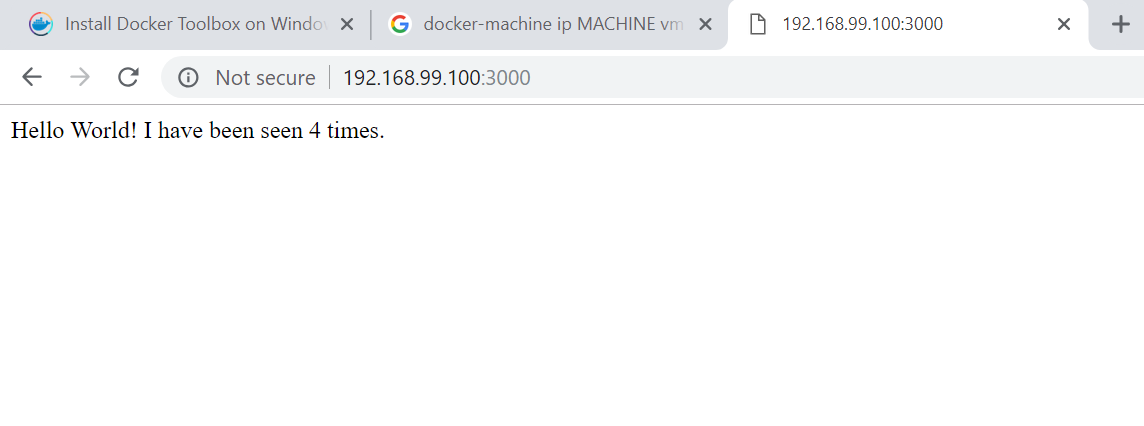 Install Docker Toolbox on Window
docker-machine ip MACHINE vm
192.168.99.100:3000
Not secure
192.168.99.100:3000
Hello World! I have been seen 4 times.